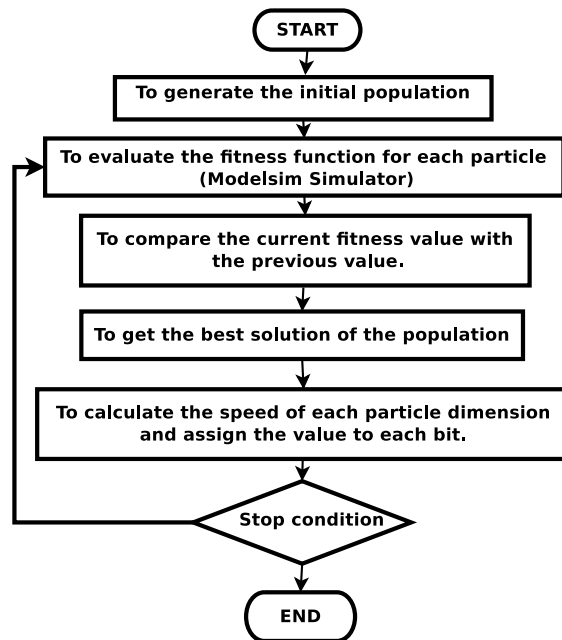 START
To generate the initial population
To evaluate the fitness function for each particle
(Modelsim Simulator)
To compare the current fitness value with
the previous value.
To get the best solution of the population
To calculate the speed of each particle dimension
and assign the value to each bit.
Stop condition
END